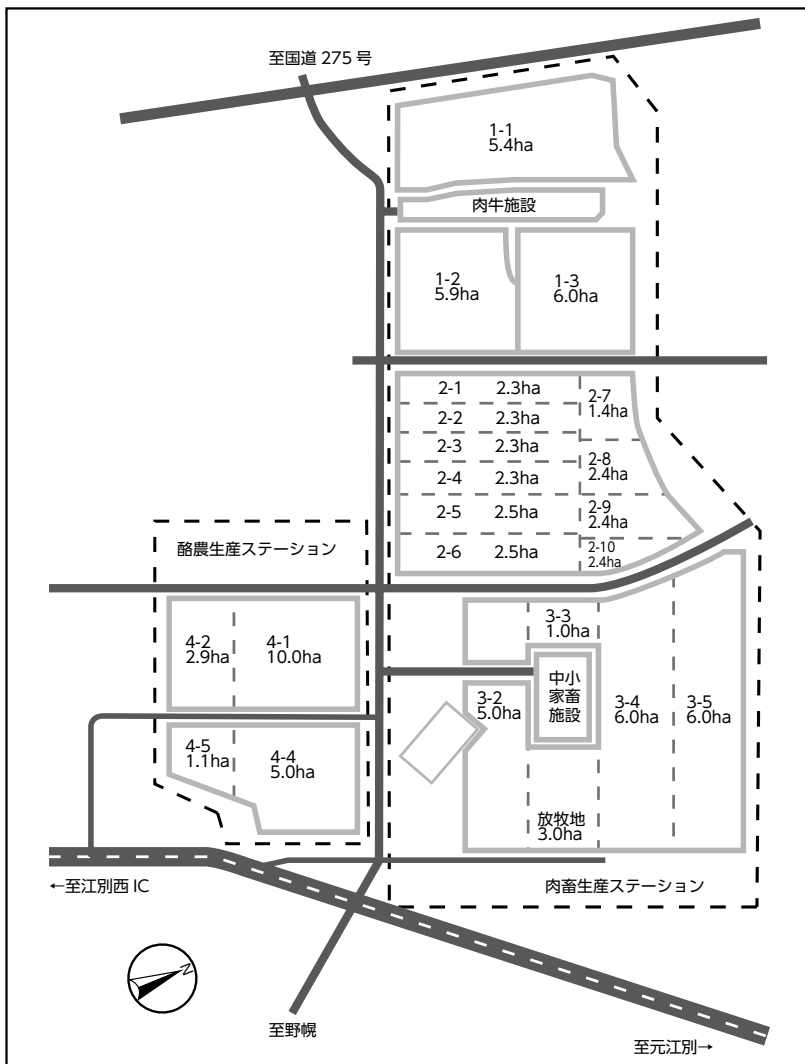 至国道 275 号
1-1
5.4ha
肉牛施設
1-2
5.9ha
1-3
6.0ha
2-1 2.3ha
2-2 2.3ha
2-3 2.3ha
2-4 2.3ha
2-5 2.5ha
2-6 2.5ha
2-7
1.4ha
2-8
2.4ha
2-9
2.4ha
2-10
2.4ha
酪農生産ステーション
4-2
2.9ha
4-1
10.0ha
4-5
1.1ha
4-4
5.0ha
3-3
1.0ha
中小
家畜
施設
3-2
5.0ha
3-4
6.0ha
3-5
6.0ha
放牧地
3.0ha
肉畜生産ステーション
←至江別西 IC
N
至野幌
至元江別→